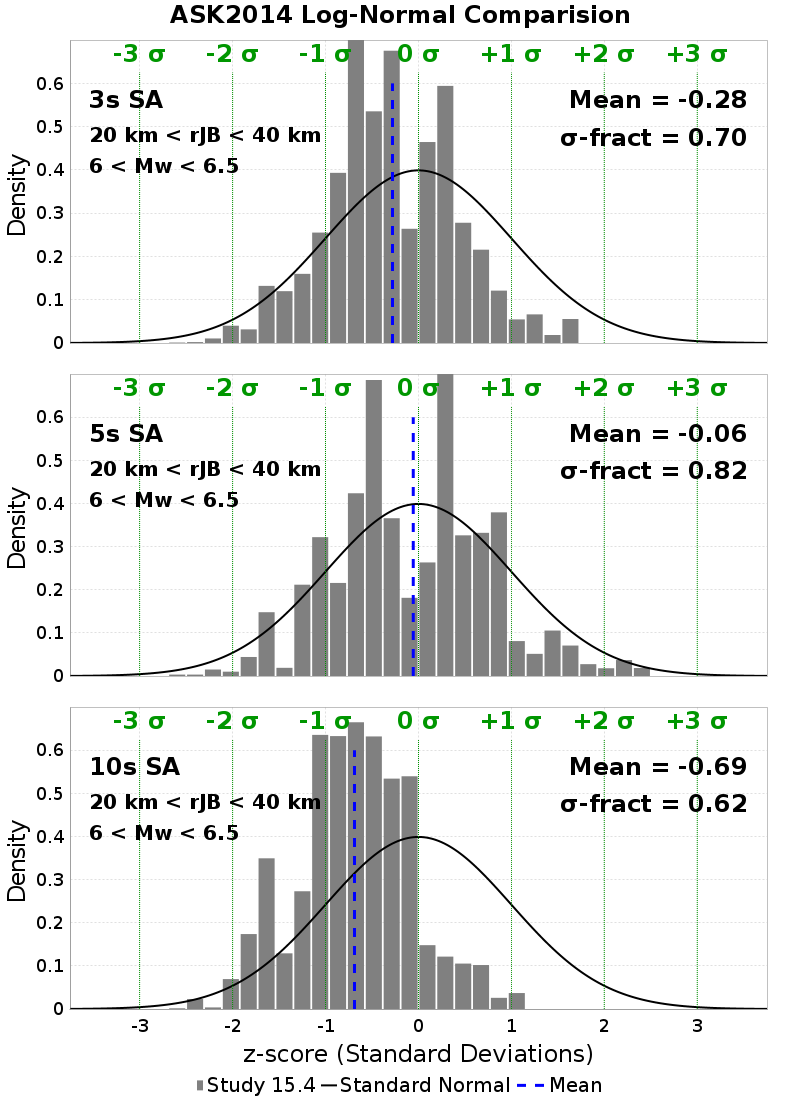 ASK2014 Log-Normal Comparision
-3 σ -2 σ -1 σ 0 σ +1 σ +2 σ +3 σ
0.6
3s SA Mean = -0.28
0.5
20 km < rJB < 40 km σ-fract = 0.70
6 < Mw < 6.5
0.4
0.3
0.2
0.1
0
Density
-3 σ -2 σ -1 σ 0 σ +1 σ +2 σ +3 σ
0.6
5s SA Mean = -0.06
0.5
20 km < rJB < 40 km σ-fract = 0.82
6 < Mw < 6.5
0.4
0.3
0.2
0.1
0
Density
-3 σ -2 σ -1 σ 0 σ +1 σ +2 σ +3 σ
0.6
10s SA Mean = -0.69
0.5
20 km < rJB < 40 km σ-fract = 0.62
6 < Mw < 6.5
0.4
0.3
0.2
0.1
0
Density
-3 -2 -1 0 1 2 3
z-score (Standard Deviations)
Study 15.4 Standard Normal Mean